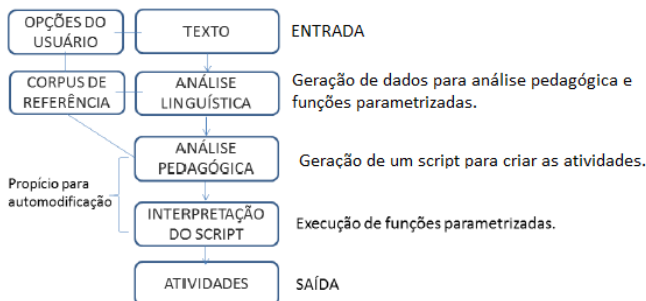 OPÇÕES DO
USUÁRIO
TEXTO
ENTRADA
CORPUS DE
REFERÊNCIA
ANÁLISE
LINGUÍSTICA
Geração de dados para análise pedagógica e
funções parametrizadas.
ANÁLISE
PEDAGÓGICA
Geração de um script para criar as atividades.
Propício para
automodificação
INTERPRETAÇÃO
DO SCRIPT
Execução de funções parametrizadas.
ATIVIDADES
SAÍDA